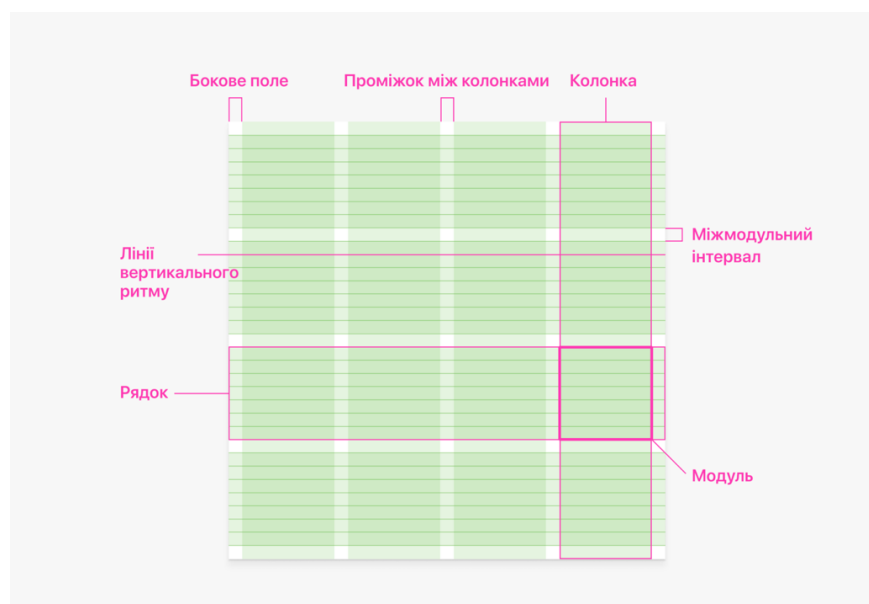 Бокове поле
Проміжок між колонками
Колонка
Міжмодульний
інтервал
Лінії
вертикального
ритму
Рядок
Модуль